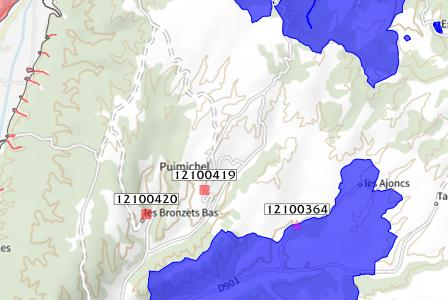 Puimichel
12100419
12100420
les Bronzets Bas
les Ajoncs
12100364
D901